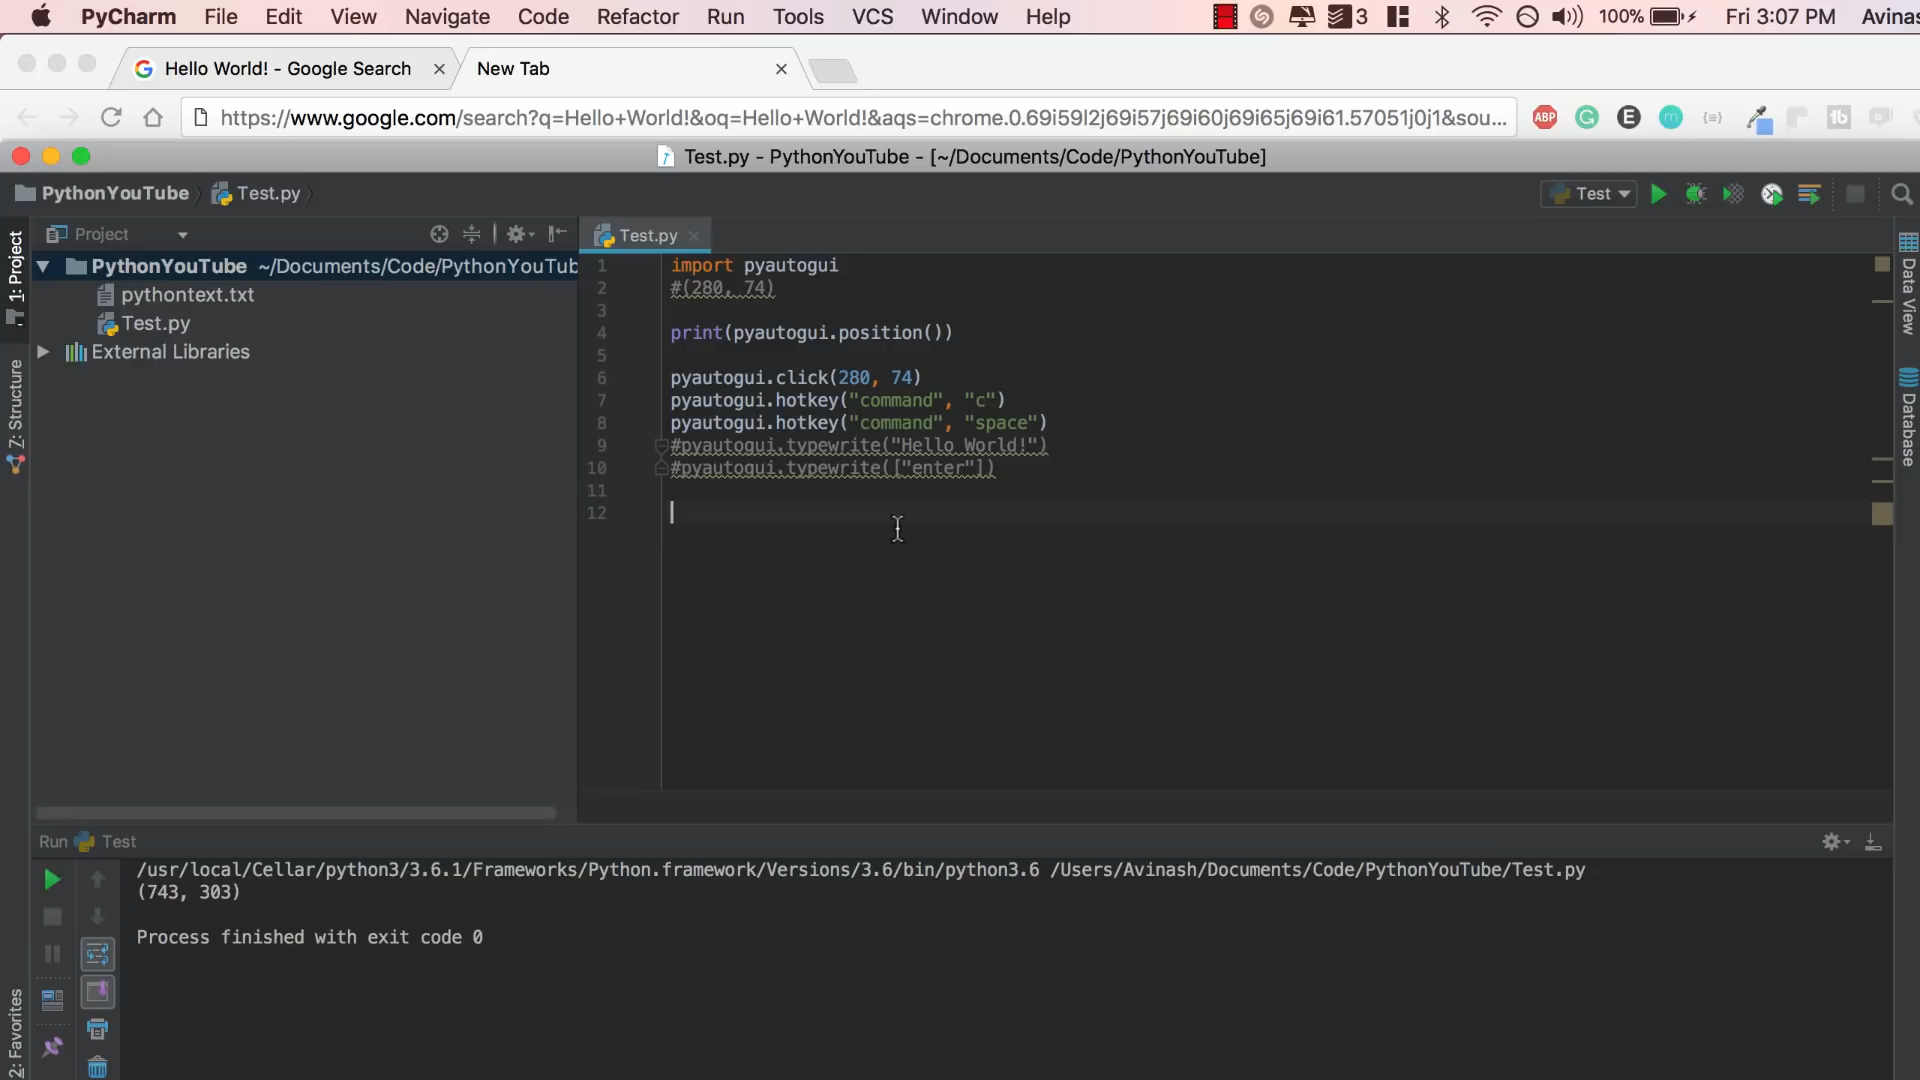 PyCharm File Edit View Navigate Code Refactor Run Tools VCS Window Help 3 100% Fri 3:07 PM Avinas
Hello World! - Google Search New Tab
https://www.google.com/search?q=Hello+World!&oq=Hello+World!&aqs=chrome.0.69i59l2j69i57j69i60j69i65j69i61.57051j0j1&sou... ABP E m {=} tb
Test.py - PythonYouTube - [~/Documents/Code/PythonYouTube]
PythonYouTube Test.py Test
Project Test.py
PythonYouTube ~/Documents/Code/PythonYouTub
pythontext.txt
Test.py
External Libraries
1: Project
7: Structure
2: Favorites
1 import pyautogui
2 #(280, 74)
3
4 print(pyautogui.position())
5
6 pyautogui.click(280, 74)
7 pyautogui.hotkey("command", "c")
8 pyautogui.hotkey("command", "space")
9 #pyautogui.typewrite("Hello World!")
10 #pyautogui.typewrite(["enter"])
11
12
Data View
Database
Run Test
/usr/local/Cellar/python3/3.6.1/Frameworks/Python.framework/Versions/3.6/bin/python3.6 /Users/Avinash/Documents/Code/PythonYouTube/Test.py
(743, 303)
Process finished with exit code 0